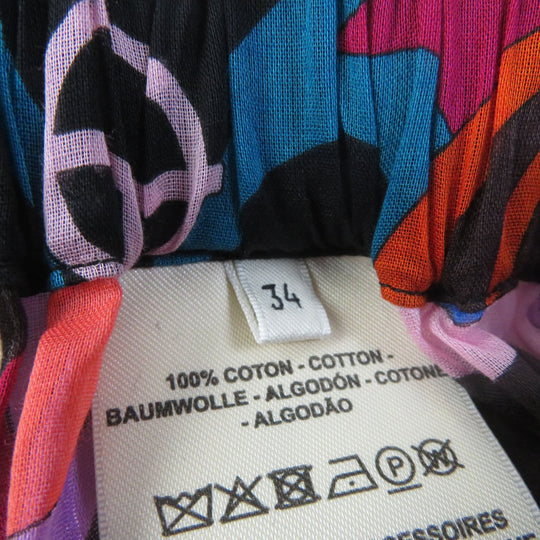 34
100% COTON - COTTON -
BAUMWOLLE - ALGODÓN - COTONE
- ALGODÃO
P W